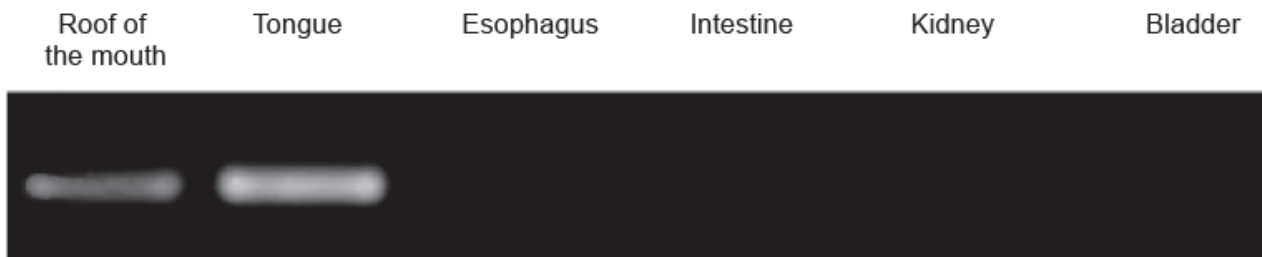 Roof of
the mouth
Tongue
Esophagus
Intestine
Kidney
Bladder